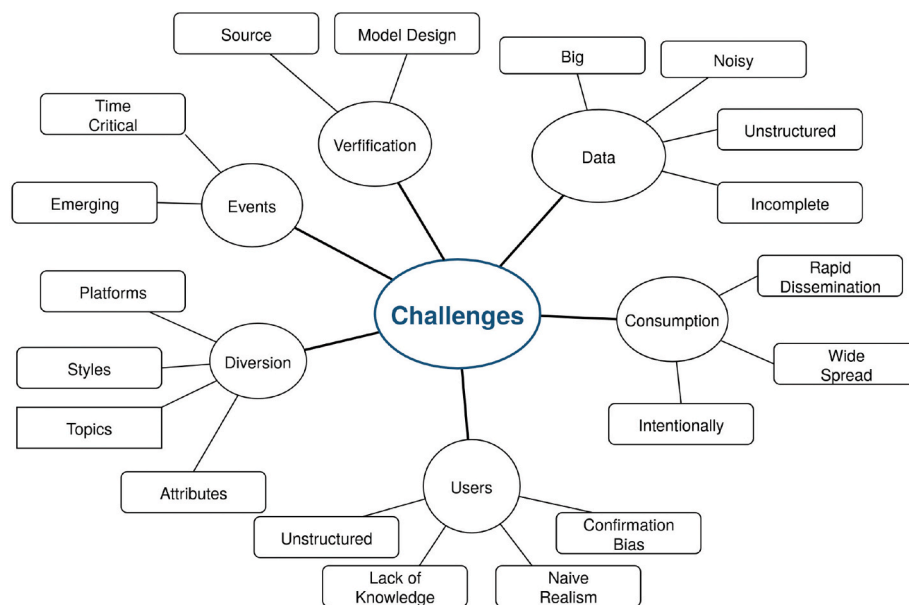 Source
Model Design
Big
Noisy
Time
Critical
Verfification
Data
Unstructured
Emerging
Events
Incomplete
Platforms
Challenges
Consumption
Rapid
Dissemination
Styles
Diversion
Wide
Spread
Topics
Intentionally
Attributes
Users
Unstructured
Confirmation
Bias
Lack of
Knowledge
Naive
Realism